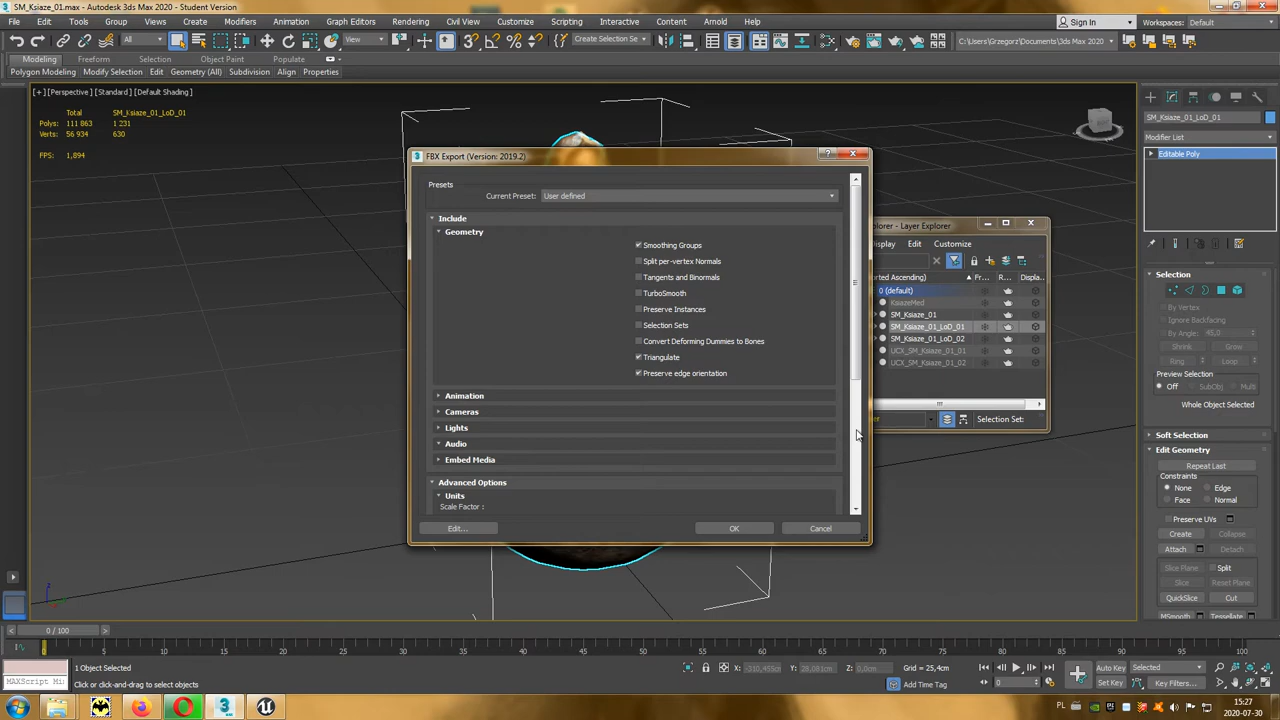 SM_Ksiaze_01.max - Autodesk 3ds Max 2020 - Student Version
File Edit Tools Group Views Create Modifiers Animation Graph Editors Rendering Civil View Customize Scripting Interactive Content Arnold Help
Sign In Workspaces: Default
All View Create Selection Se C:\Users\Grzegorz\Documents\3ds Max 2020
Modeling Freeform Selection Object Paint Populate
Polygon Modeling Modify Selection Edit Geometry (All) Subdivision Align Properties
[+] [Perspective] [Standard] [Default Shading]
Total SM_Ksiaze_01_LoD_01
Polys: 111 863 1 231
Verts: 56 934 630
FPS: 1,894
SM_Ksiaze_01_LoD_01
Modifier List
Editable Poly
FBX Export (Version: 2019.2)
Presets
Current Preset: User defined
Include
Geometry
Smoothing Groups
Split per-vertex Normals
Tangents and Binormals
TurboSmooth
Preserve Instances
Selection Sets
Convert Deforming Dummies to Bones
Triangulate
Preserve edge orientation
Animation
Cameras
Lights
Audio
Embed Media
Advanced Options
Units
Scale Factor :
Edit... OK Cancel
xplorer - Layer Explorer
Display Edit Customize
orted Ascending) Fr... R... Displa...
0 (default)
KsiazeMed
SM_Ksiaze_01
SM_Ksiaze_01_LoD_01
SM_Ksiaze_01_LoD_02
UCX_SM_Ksiaze_01_01
UCX_SM_Ksiaze_01_02
Selection Set:
Selection
By Vertex
Ignore Backfacing
By Angle: 45,0
Shrink Grow
Ring Loop
Preview Selection
Off SubObj Multi
Whole Object Selected
Soft Selection
Edit Geometry
Repeat Last
Constraints
None Edge
Face Normal
Preserve UVs
Create Collapse
Attach Detach
Slice Plane Split
Slice Reset Plane
QuickSlice Cut
MSmooth Tessellate
0 / 100
0 5 10 15 20 25 30 35 40 45 50 55 60 65 70 75 80 85 90 95 100
1 Object Selected
X: -310,455cm Y: 28,081cm Z: 0,0cm Grid = 25,4cm
Auto Key Selected
MAXScript Mi
Click or click-and-drag to select objects
Add Time Tag
0
Set Key Key Filters...
PL
15:27
2020-07-30